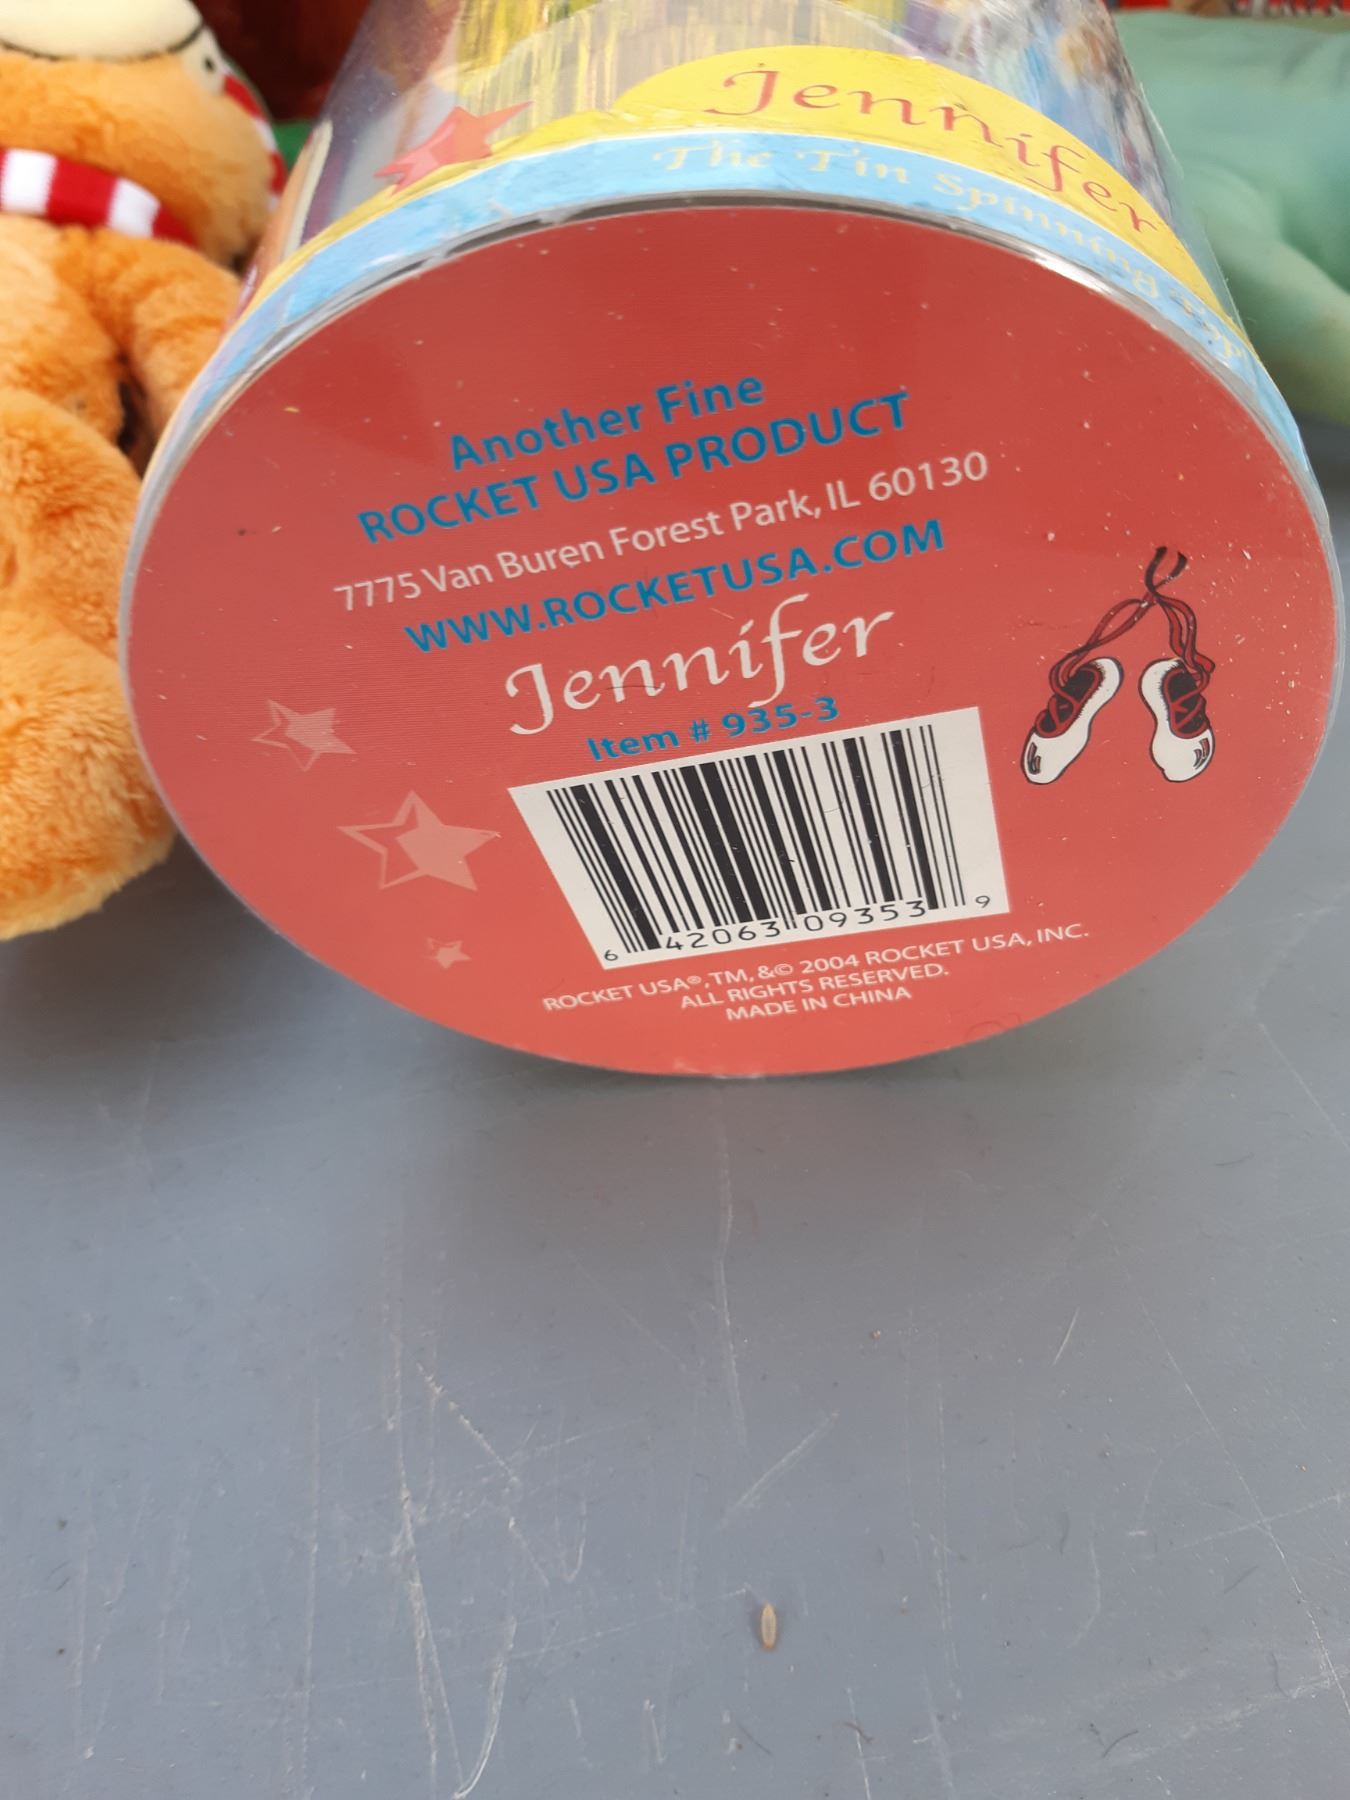 Jennifer
The Tin Spinning Top
Another Fine
ROCKET USA PRODUCT
7775 Van Buren Forest Park, IL 60130
WWW.ROCKETUSA.COM
Jennifer
Item # 935-3
6 42063 09353 9
ROCKET USA®, TM, &© 2004 ROCKET USA, INC.
ALL RIGHTS RESERVED.
MADE IN CHINA